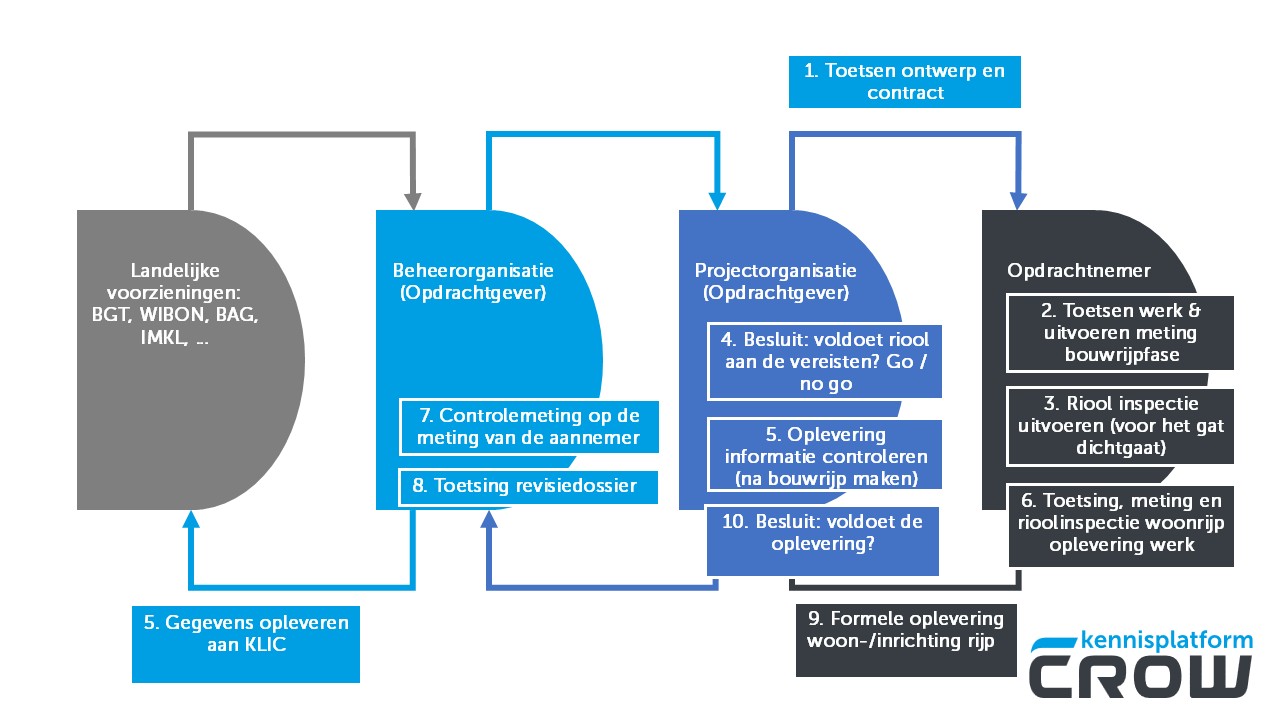 1. Toetsen ontwerp en
contract
Landelijke
voorzieningen:
BGT, WIBON, BAG,
IMKL, ...
Beheerorganisatie
(Opdrachtgever)
7. Controlemeting op de
meting van de aannemer
8. Toetsing revisiedossier
Projectorganisatie
(Opdrachtgever)
4. Besluit: voldoet riool
aan de vereisten? Go /
no go
5. Oplevering
informatie controleren
(na bouwrijp maken)
10. Besluit: voldoet de
oplevering?
Opdrachtnemer
2. Toetsen werk &
uitvoeren meting
bouwrijpfase
3. Riool inspectie
uitvoeren (voor het gat
dichtgaat)
6. Toetsing, meting en
rioolinspectie woonrijp
oplevering werk
5. Gegevens opleveren
aan KLIC
9. Formele oplevering
woon-/inrichting rijp
kennisplatform
CROW